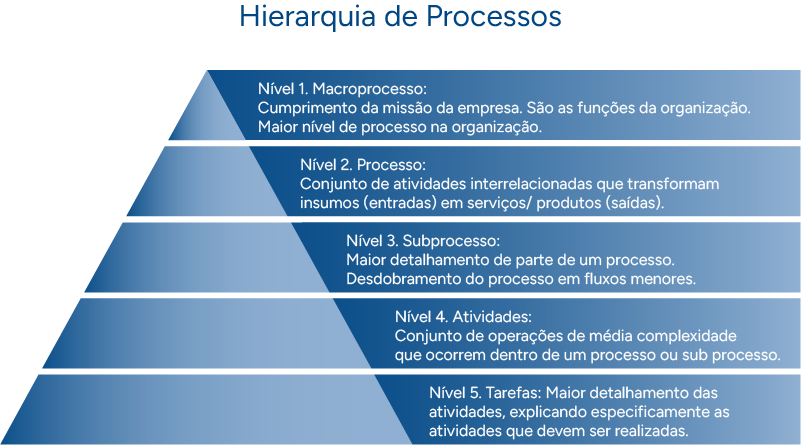 Hierarquia de Processos
Nível 1. Macroprocesso:
Cumprimento da missão da empresa. São as funções da organização.
Maior nível de processo na organização.
Nível 2. Processo:
Conjunto de atividades interrelacionadas que transformam
insumos (entradas) em serviços/ produtos (saídas).
Nível 3. Subprocesso:
Maior detalhamento de parte de um processo.
Desdobramento do processo em fluxos menores.
Nível 4. Atividades:
Conjunto de operações de média complexidade
que ocorrem dentro de um processo ou sub processo.
Nível 5. Tarefas: Maior detalhamento das
atividades, explicando especificamente as
atividades que devem ser realizadas.